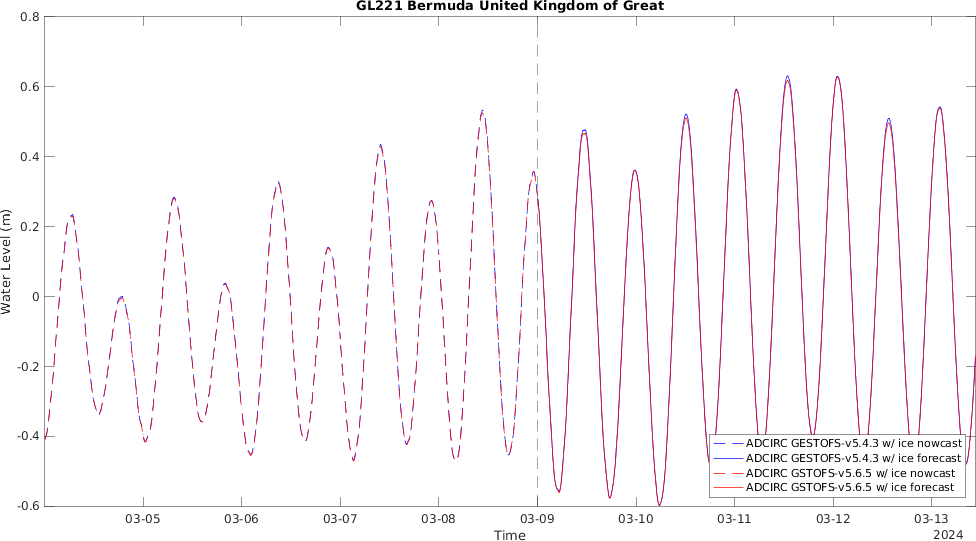 GL221 Bermuda United Kingdom of Great
0.8
0.6
0.4
0.2
0
-0.2
-0.4
-0.6
Water Level (m)
ADCIRC GESTOFS-v5.4.3 w/ ice nowcast
ADCIRC GESTOFS-v5.4.3 w/ ice forecast
ADCIRC GSTOFS-v5.6.5 w/ ice nowcast
ADCIRC GSTOFS-v5.6.5 w/ ice forecast
03-05 03-06 03-07 03-08 03-09 03-10 03-11 03-12 03-13
Time
2024